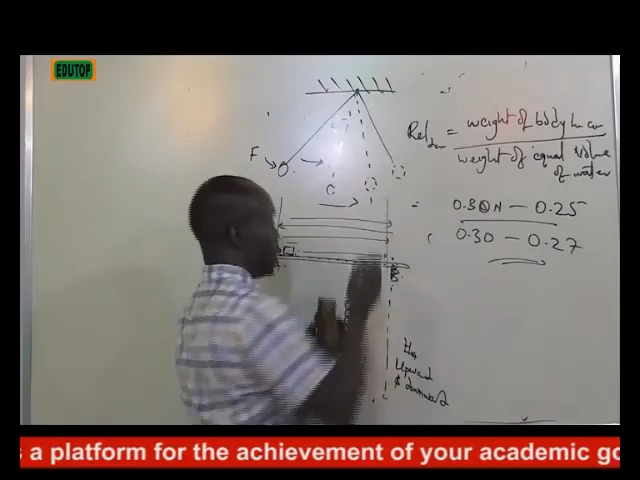 EDUTOP
F
C
Rel den = weight of body in air
weight of equal volume of water
= 0.30N - 0.25
0.30 - 0.27
Upward
& downward
s a platform for the achievement of your academic go